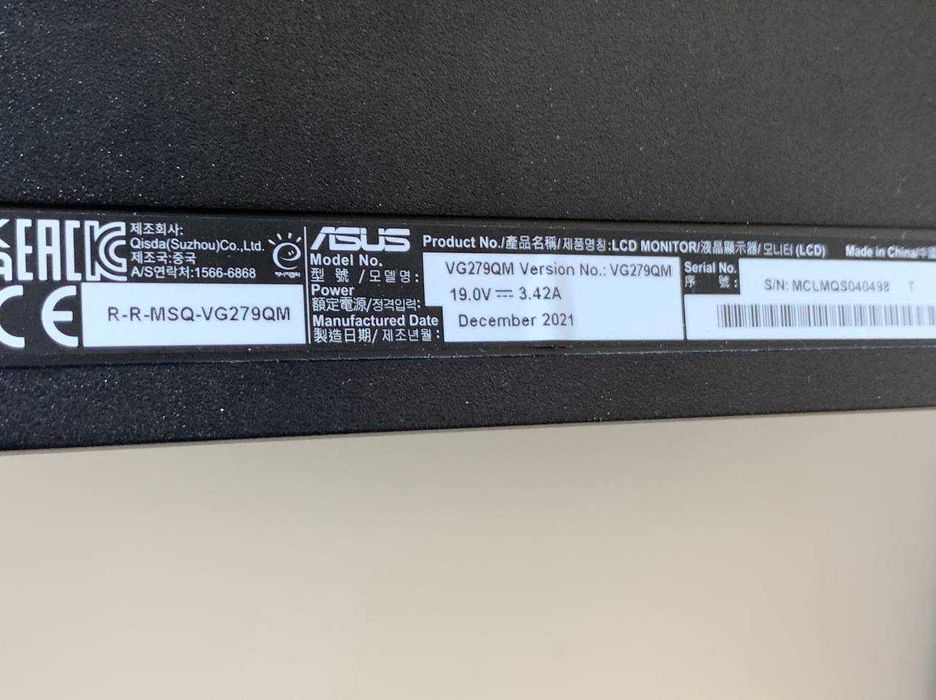 EAC
제조회사:
Qisda(Suzhou)Co.,Ltd.
제조국:중국
A/S연락처:1566-6868
CE
R-R-MSQ-VG279QM
ASUS
Product No./產品名稱/제품명칭:LCD MONITOR/液晶顯示器/모니터(LCD)
Made in China/中國
Model No.
型 號 /모델명:
VG279QM Version No.: VG279QM
Power
額定電源/정격입력:
19.0V ⎓ 3.42A
Manufactured Date
製造日期/ 제조년월:
December 2021
Serial No.
序 號:
S/N: MCLMQS040498 T